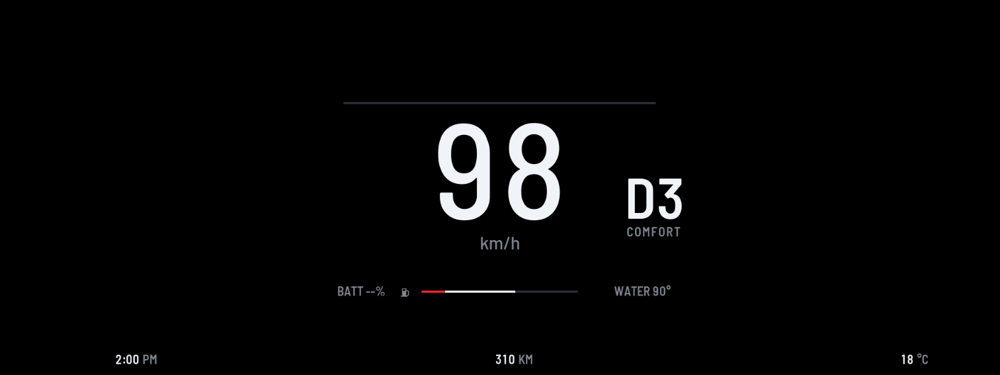 98
km/h
D3
COMFORT
BATT --%
WATER 90°
2:00 PM
310 KM
18 °C